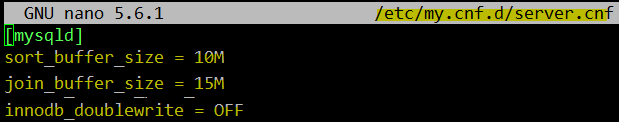 GNU nano 5.6.1 /etc/my.cnf.d/server.cnf
[mysqld]
sort_buffer_size = 10M
join_buffer_size = 15M
innodb_doublewrite = OFF